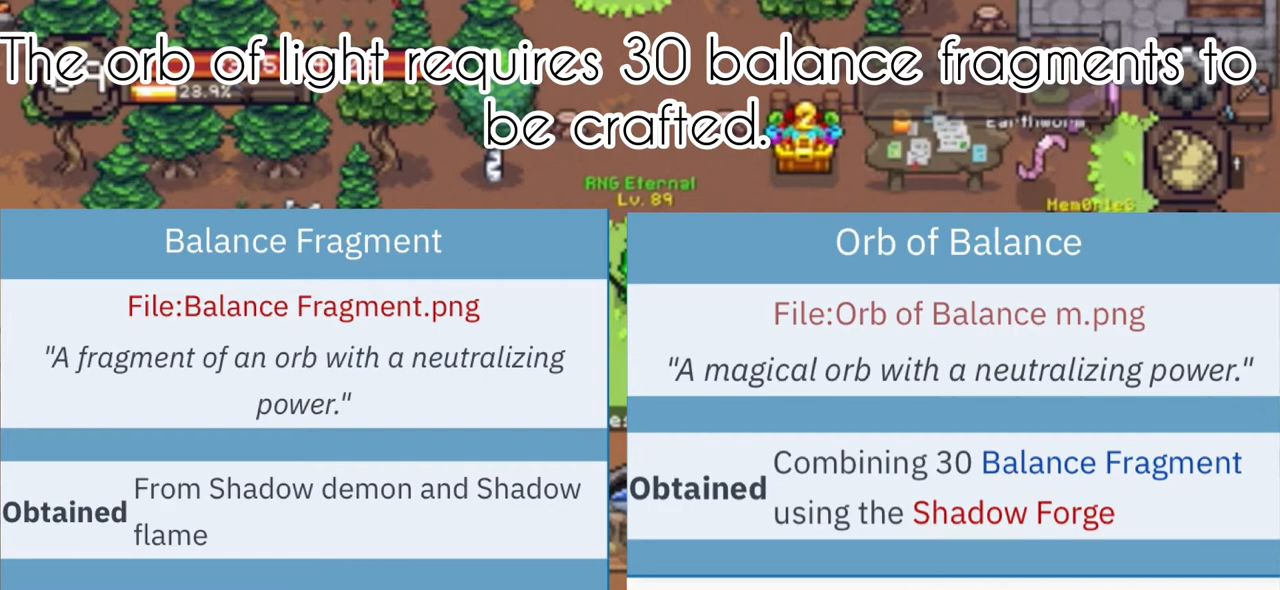 The orb of light requires 30 balance fragments to
be crafted.
23.9%
Earthworm
RNG Eternal
Lv. 89
Mem0rieS
Balance Fragment
File:Balance Fragment.png
"A fragment of an orb with a neutralizing
power."
Obtained
From Shadow demon and Shadow
flame
Orb of Balance
File:Orb of Balance m.png
"A magical orb with a neutralizing power."
Obtained
Combining 30 Balance Fragment
using the Shadow Forge